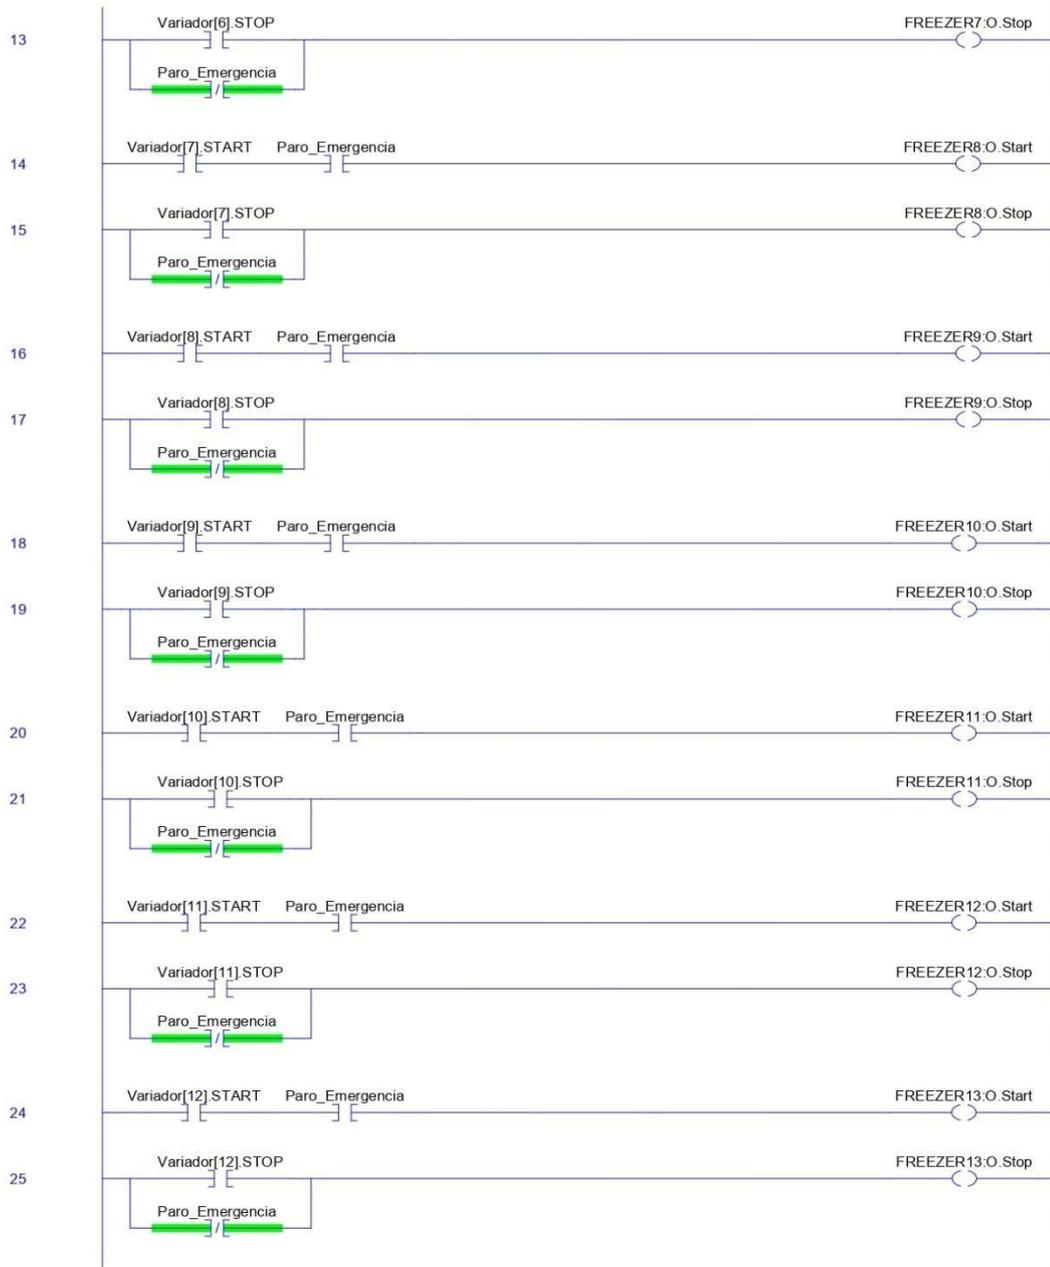 Variador[6].STOP FREEZER7:O.Stop
13
Paro_Emergencia
Variador[7].START Paro_Emergencia FREEZER8:O.Start
14
Variador[7].STOP FREEZER8:O.Stop
15
Paro_Emergencia
Variador[8].START Paro_Emergencia FREEZER9:O.Start
16
Variador[8].STOP FREEZER9:O.Stop
17
Paro_Emergencia
Variador[9].START Paro_Emergencia FREEZER10:O.Start
18
Variador[9].STOP FREEZER10:O.Stop
19
Paro_Emergencia
Variador[10].START Paro_Emergencia FREEZER11:O.Start
20
Variador[10].STOP FREEZER11:O.Stop
21
Paro_Emergencia
Variador[11].START Paro_Emergencia FREEZER12:O.Start
22
Variador[11].STOP FREEZER12:O.Stop
23
Paro_Emergencia
Variador[12].START Paro_Emergencia FREEZER13:O.Start
24
Variador[12].STOP FREEZER13:O.Stop
25
Paro_Emergencia